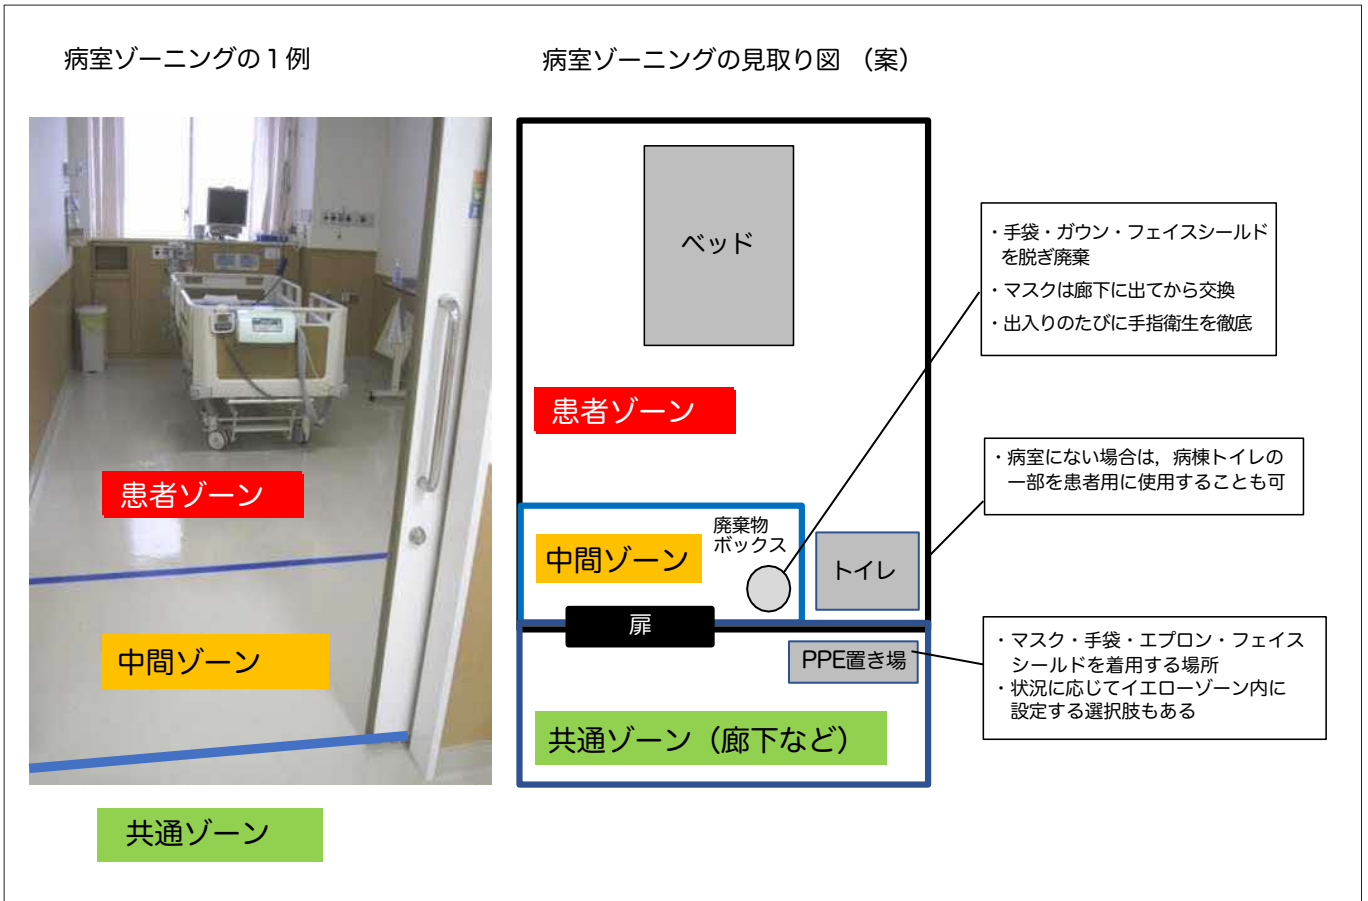 病室ゾーニングの１例
患者ゾーン
中間ゾーン
共通ゾーン
病室ゾーニングの見取り図 （案）
ベッド
患者ゾーン
中間ゾーン
廃棄物
ボックス
トイレ
扉
PPE置き場
共通ゾーン（廊下など）
・手袋・ガウン・フェイスシールド
を脱ぎ廃棄
・マスクは廊下に出てから交換
・出入りのたびに手指衛生を徹底
・病室にない場合は，病棟トイレの
一部を患者用に使用することも可
・マスク・手袋・エプロン・フェイス
シールドを着用する場所
・状況に応じてイエローゾーン内に
設定する選択肢もある